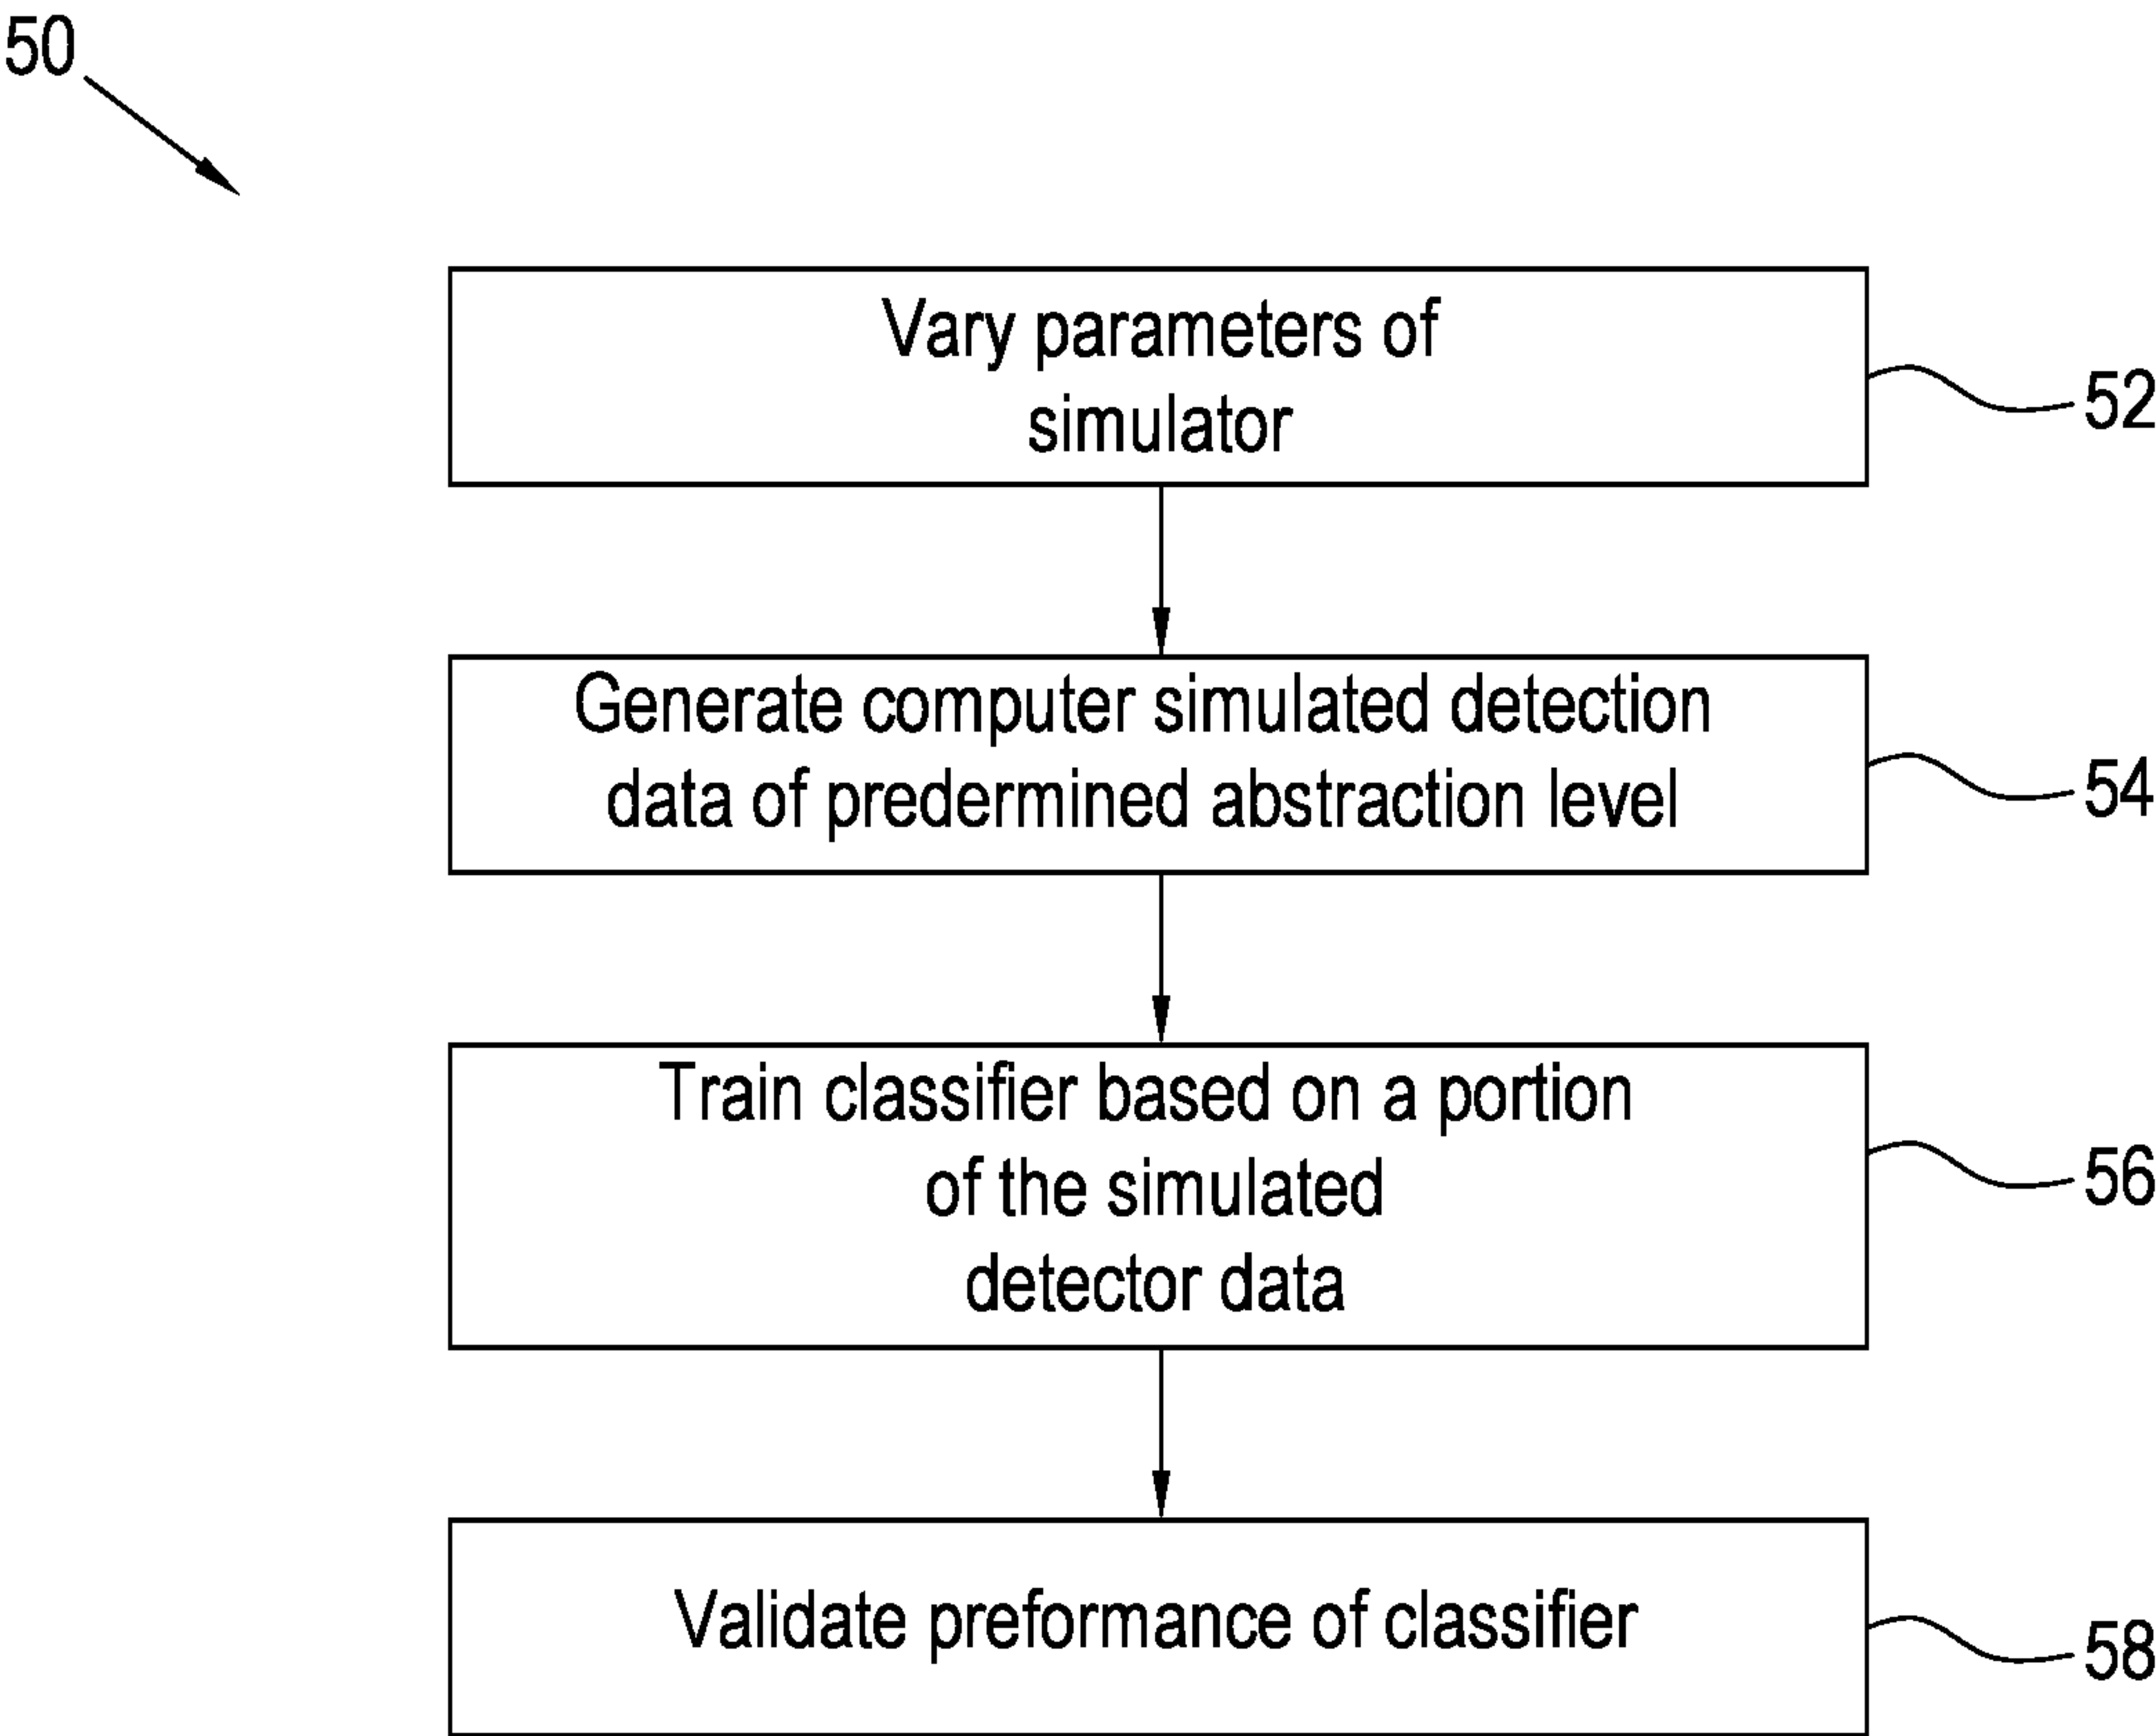 50
Vary parameters of
simulator
52
Generate computer simulated detection
data of predermined abstraction level
54
Train classifier based on a portion
of the simulated
detector data
56
Validate preformance of classifier
58